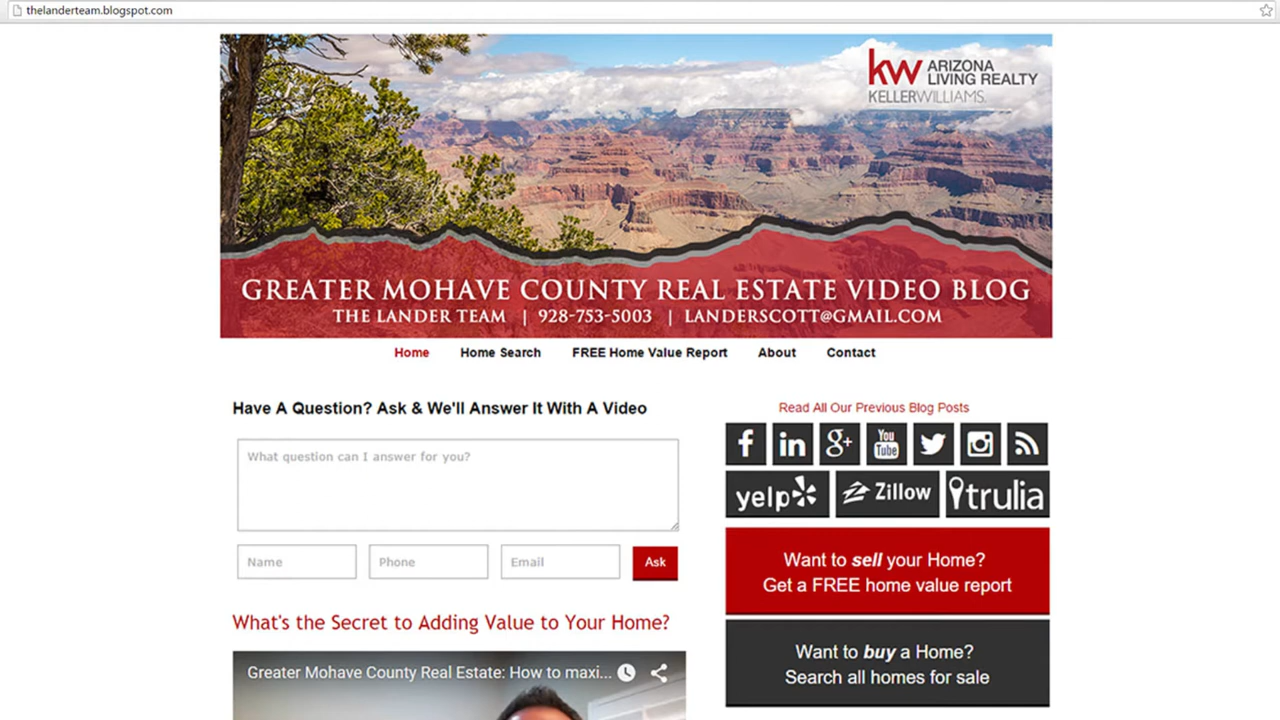 thelanderteam.blogspot.com
kw ARIZONA
LIVING REALTY
KELLERWILLIAMS.
GREATER MOHAVE COUNTY REAL ESTATE VIDEO BLOG
THE LANDER TEAM | 928-753-5003 | LANDERSCOTT@GMAIL.COM
Home Home Search FREE Home Value Report About Contact
Have A Question? Ask & We'll Answer It With A Video
What question can I answer for you?
Name Phone Email Ask
What's the Secret to Adding Value to Your Home?
Greater Mohave County Real Estate: How to maxi...
Read All Our Previous Blog Posts
f in g+ You Tube
yelp Zillow trulia
Want to sell your Home?
Get a FREE home value report
Want to buy a Home?
Search all homes for sale